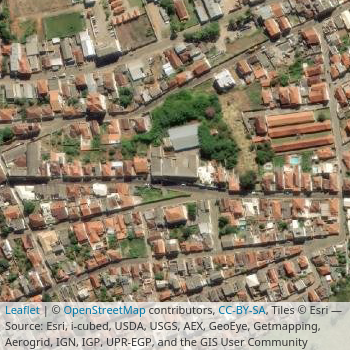 Leaflet | © OpenStreetMap contributors, CC-BY-SA, Tiles © Esri —
Source: Esri, i-cubed, USDA, USGS, AEX, GeoEye, Getmapping,
Aerogrid, IGN, IGP, UPR-EGP, and the GIS User Community